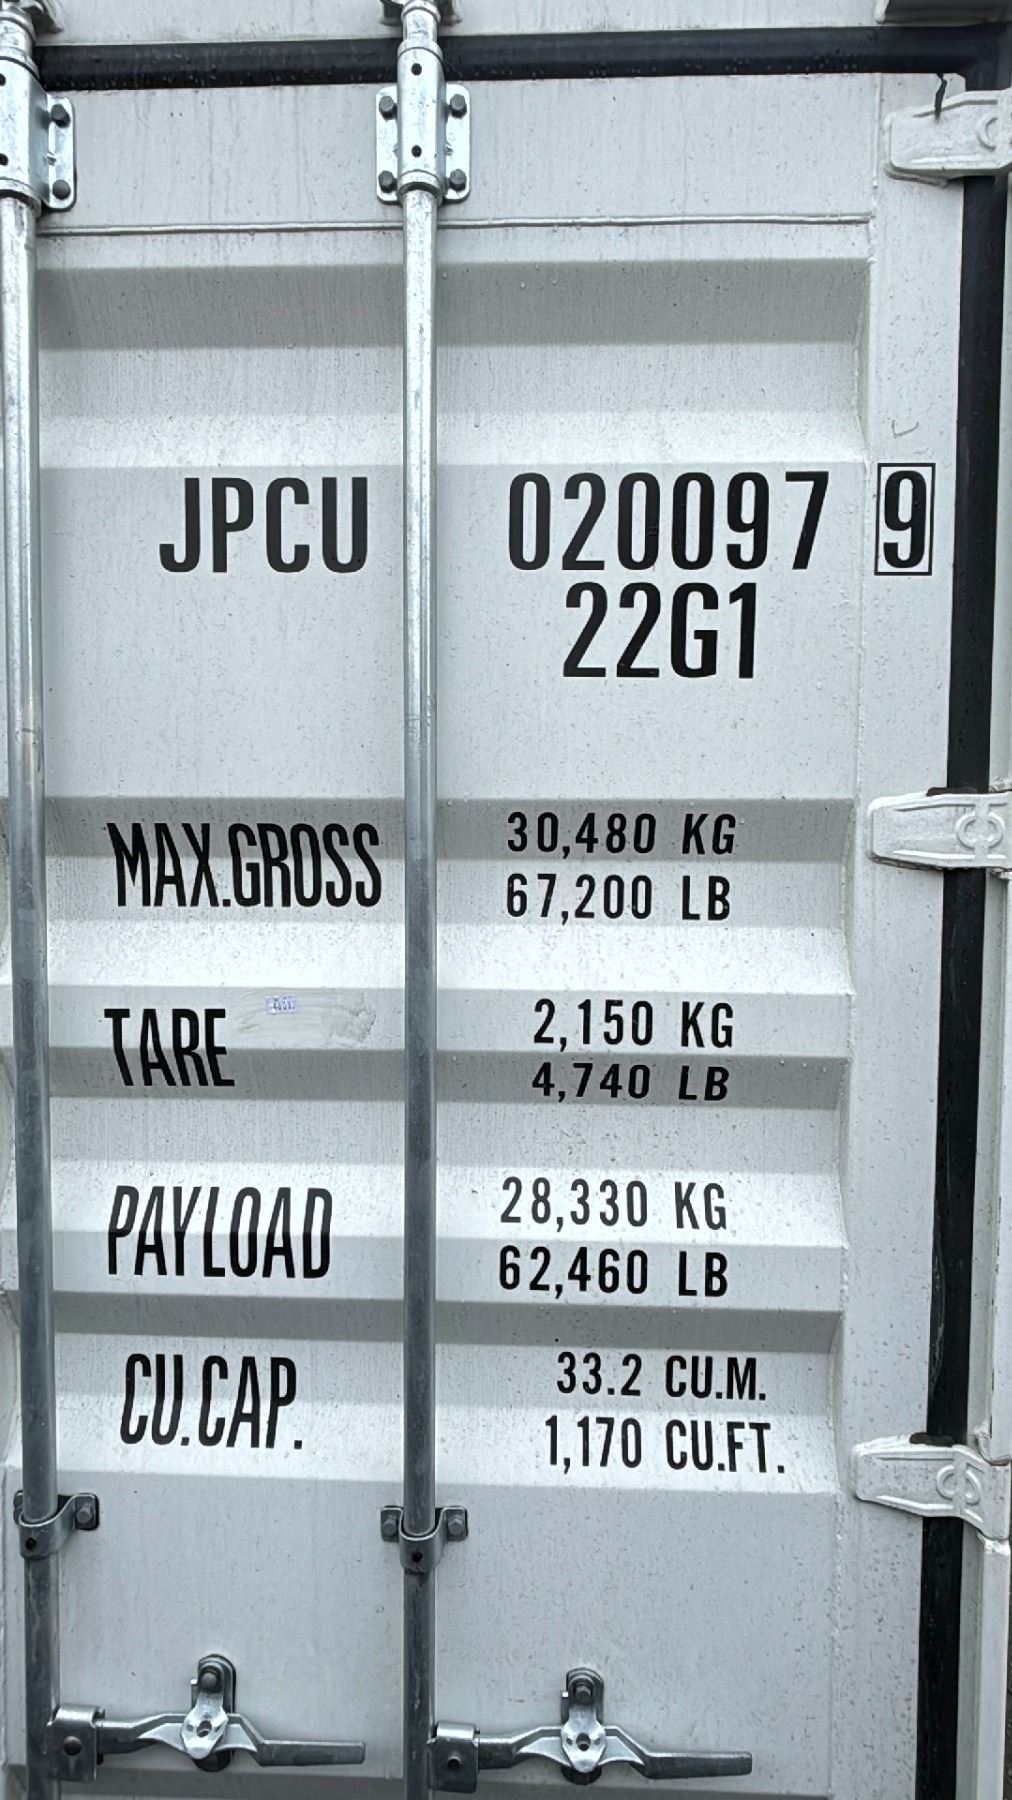 JPCU 020097 9
22G1
MAX.GROSS 30,480 KG
67,200 LB
TARE 2,150 KG
4,740 LB
PAYLOAD 28,330 KG
62,460 LB
CU.CAP. 33.2 CU.M.
1,170 CU.FT.